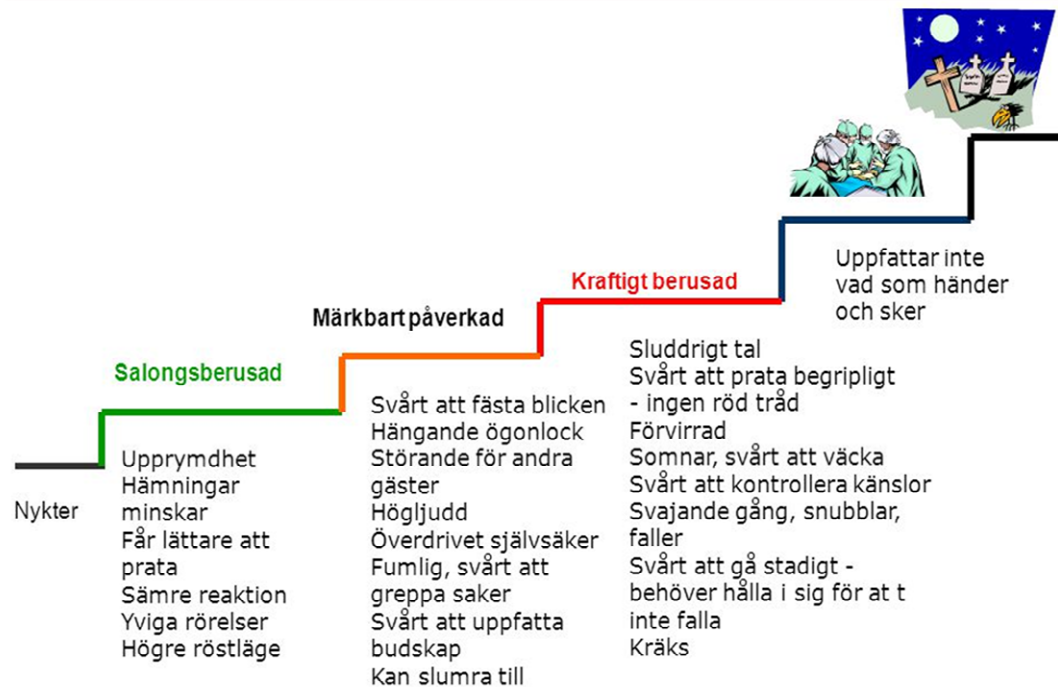 Nykter
Salongsberusad
Upprymdhet
Hämningar
minskar
Får lättare att
prata
Sämre reaktion
Yviga rörelser
Högre röstläge
Märkbart påverkad
Svårt att fästa blicken
Hängande ögonlock
Störande för andra
gäster
Högljudd
Överdrivet självsäker
Fumlig, svårt att
greppa saker
Svårt att uppfatta
budskap
Kan slumra till
Kraftigt berusad
Sluddrigt tal
Svårt att prata begripligt
- ingen röd tråd
Förvirrad
Somnar, svårt att väcka
Svårt att kontrollera känslor
Svajande gång, snubblar,
faller
Svårt att gå stadigt -
behöver hålla i sig för at t
inte falla
Kräks
Uppfattar inte
vad som händer
och sker